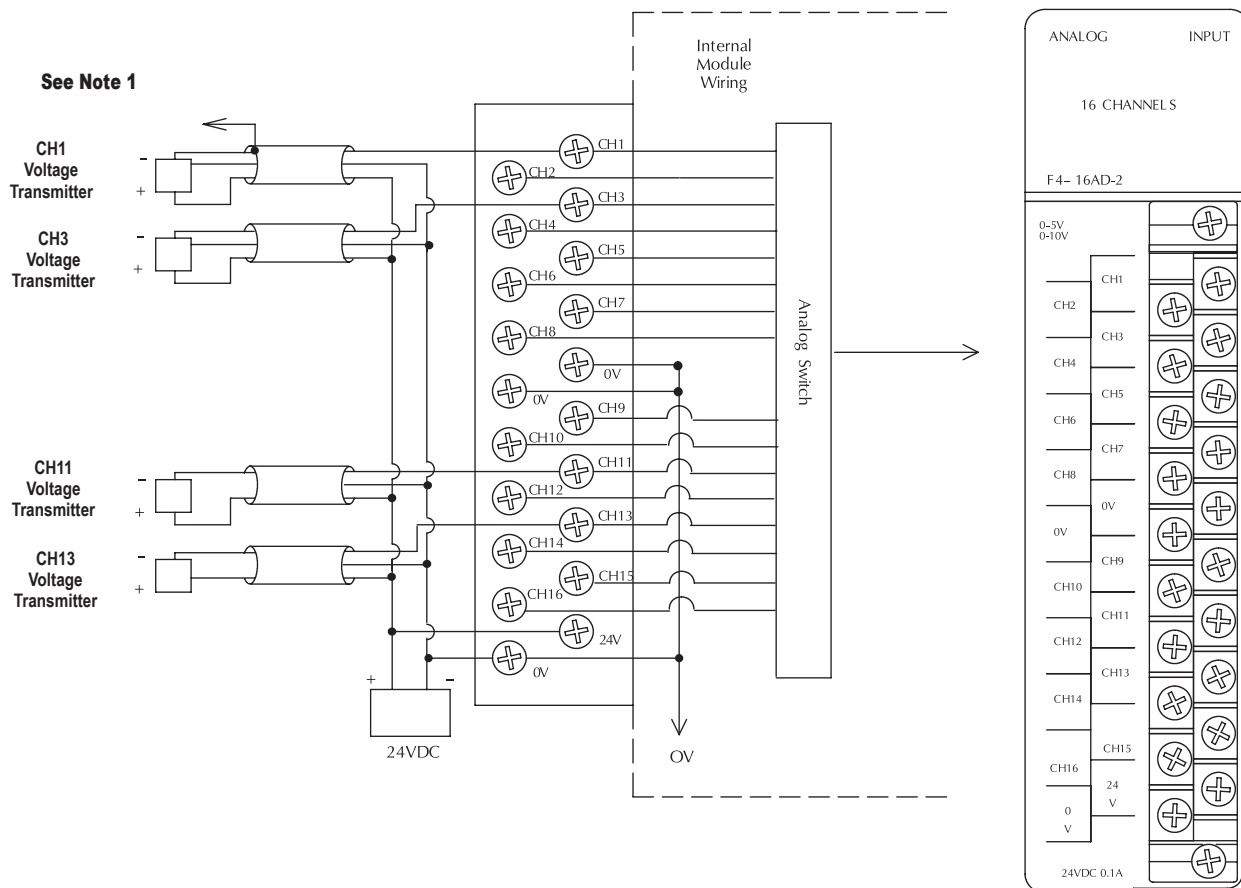 See Note 1
CH1
Voltage
Transmitter
-
+
CH3
Voltage
Transmitter
-
+
CH11
Voltage
Transmitter
-
+
CH13
Voltage
Transmitter
-
+
+
-
24VDC
Internal
Module
Wiring
CH1
CH2
CH3
CH4
CH5
CH6
CH7
CH8
0V
0V
CH9
CH10
CH11
CH12
CH13
CH14
CH15
CH16
24V
0V
OV
Analog Switch
ANALOG INPUT
16 CHANNELS
F4-16AD-2
0-5V
0-10V
CH1
CH2
CH3
CH4
CH5
CH6
CH7
CH8
0V
0V
CH9
CH10
CH11
CH12
CH13
CH14
CH15
CH16
24
V
0
V
24VDC 0.1A